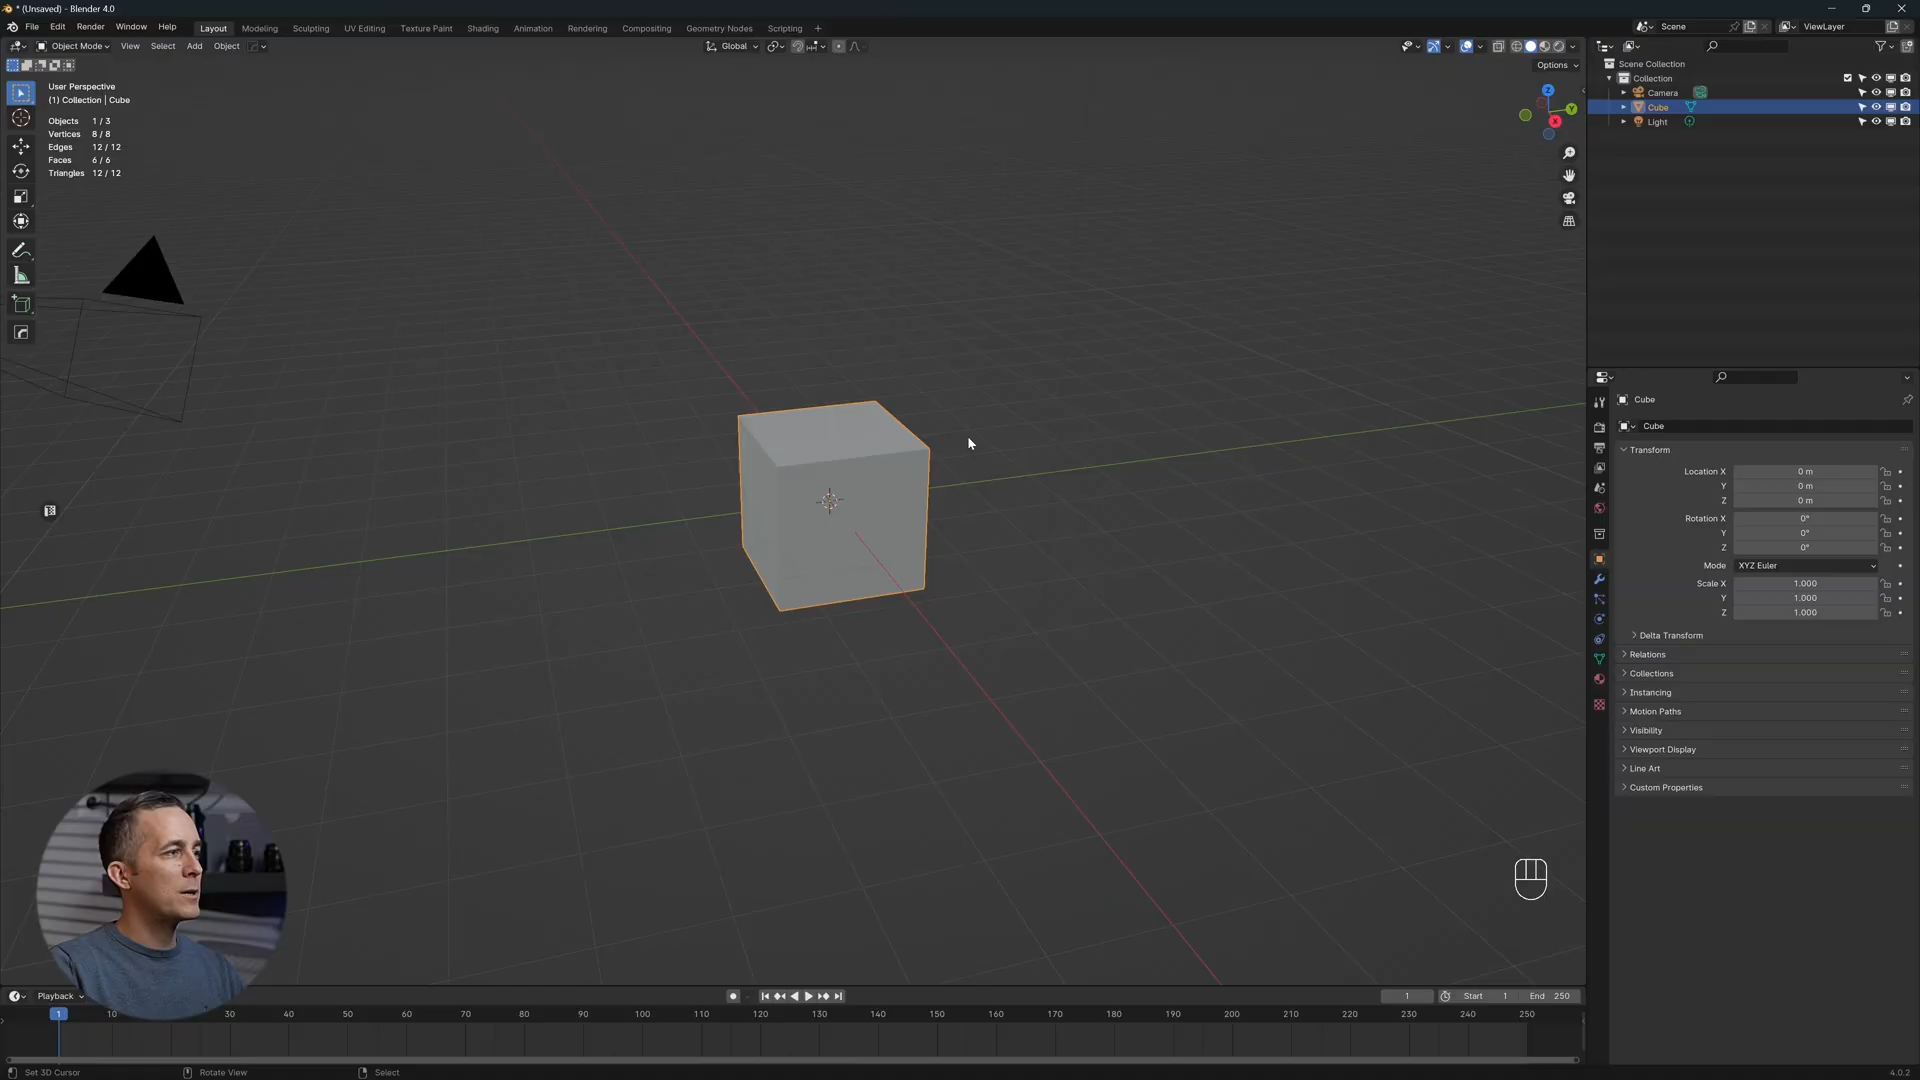 * (Unsaved) - Blender 4.0
File Edit Render Window Help Layout Modeling Sculpting UV Editing Texture Paint Shading Animation Rendering Compositing Geometry Nodes Scripting + Scene ViewLayer
Object Mode View Select Add Object Global
Options
User Perspective
(1) Collection | Cube
Objects 1 / 3
Vertices 8 / 8
Edges 12 / 12
Faces 6 / 6
Triangles 12 / 12
Z
Y
X
Scene Collection
Collection
Camera
Cube
Light
Cube
Cube
Transform
Location X 0 m
Y 0 m
Z 0 m
Rotation X 0°
Y 0°
Z 0°
Mode XYZ Euler
Scale X 1.000
Y 1.000
Z 1.000
Delta Transform
Relations
Collections
Instancing
Motion Paths
Visibility
Viewport Display
Line Art
Custom Properties
Playback 1 Start 1 End 250
1 10 30 40 50 60 70 80 90 100 110 120 130 140 150 160 170 180 190 200 210 220 230 240 250
Set 3D Cursor Rotate View Select 4.0.2